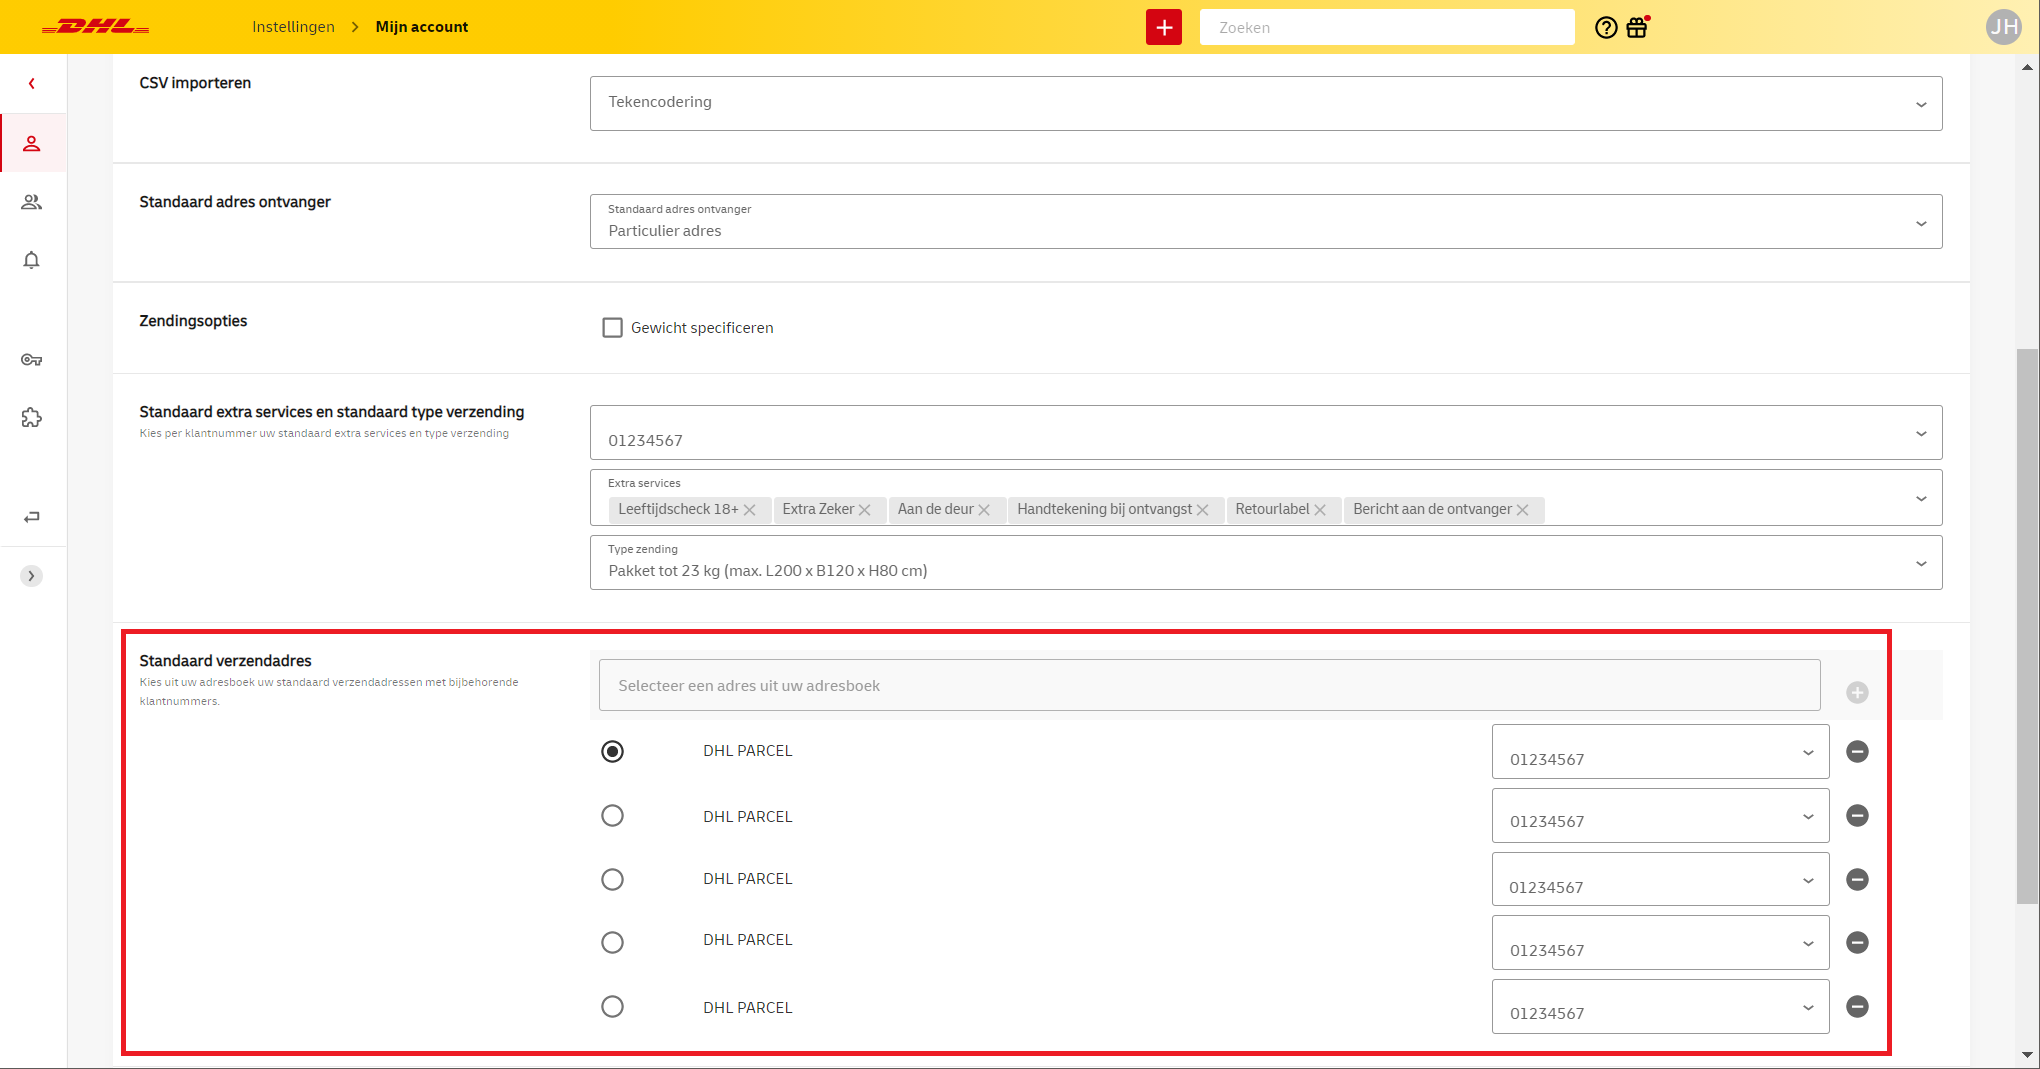 DHL
Instellingen > Mijn account
Zoeken
JH
CSV importeren
Tekencodering
Standaard adres ontvanger
Standaard adres ontvanger
Particulier adres
Zendingsopties
Gewicht specificeren
Standaard extra services en standaard type verzending
Kies per klantnummer uw standaard extra services en type verzending
01234567
Extra services
Leeftijdscheck 18+ Extra Zeker Aan de deur Handtekening bij ontvangst Retourlabel Bericht aan de ontvanger
Type zending
Pakket tot 23 kg (max. L200 x B120 x H80 cm)
Standaard verzendadres
Kies uit uw adresboek uw standaard verzendadressen met bijbehorende
klantnummers.
Selecteer een adres uit uw adresboek
DHL PARCEL 01234567
DHL PARCEL 01234567
DHL PARCEL 01234567
DHL PARCEL 01234567
DHL PARCEL 01234567